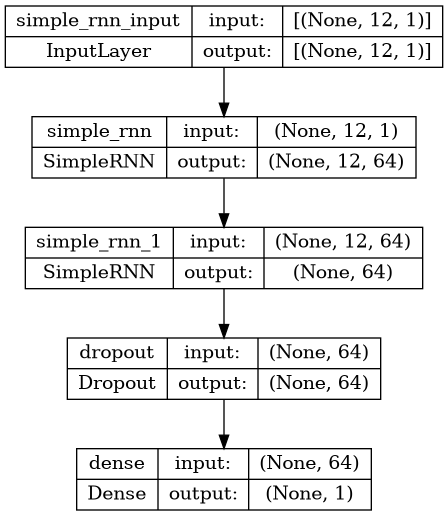 simple_rnn_input input: [(None, 12, 1)]
InputLayer output: [(None, 12, 1)]
simple_rnn input: (None, 12, 1)
SimpleRNN output: (None, 12, 64)
simple_rnn_1 input: (None, 12, 64)
SimpleRNN output: (None, 64)
dropout input: (None, 64)
Dropout output: (None, 64)
dense input: (None, 64)
Dense output: (None, 1)